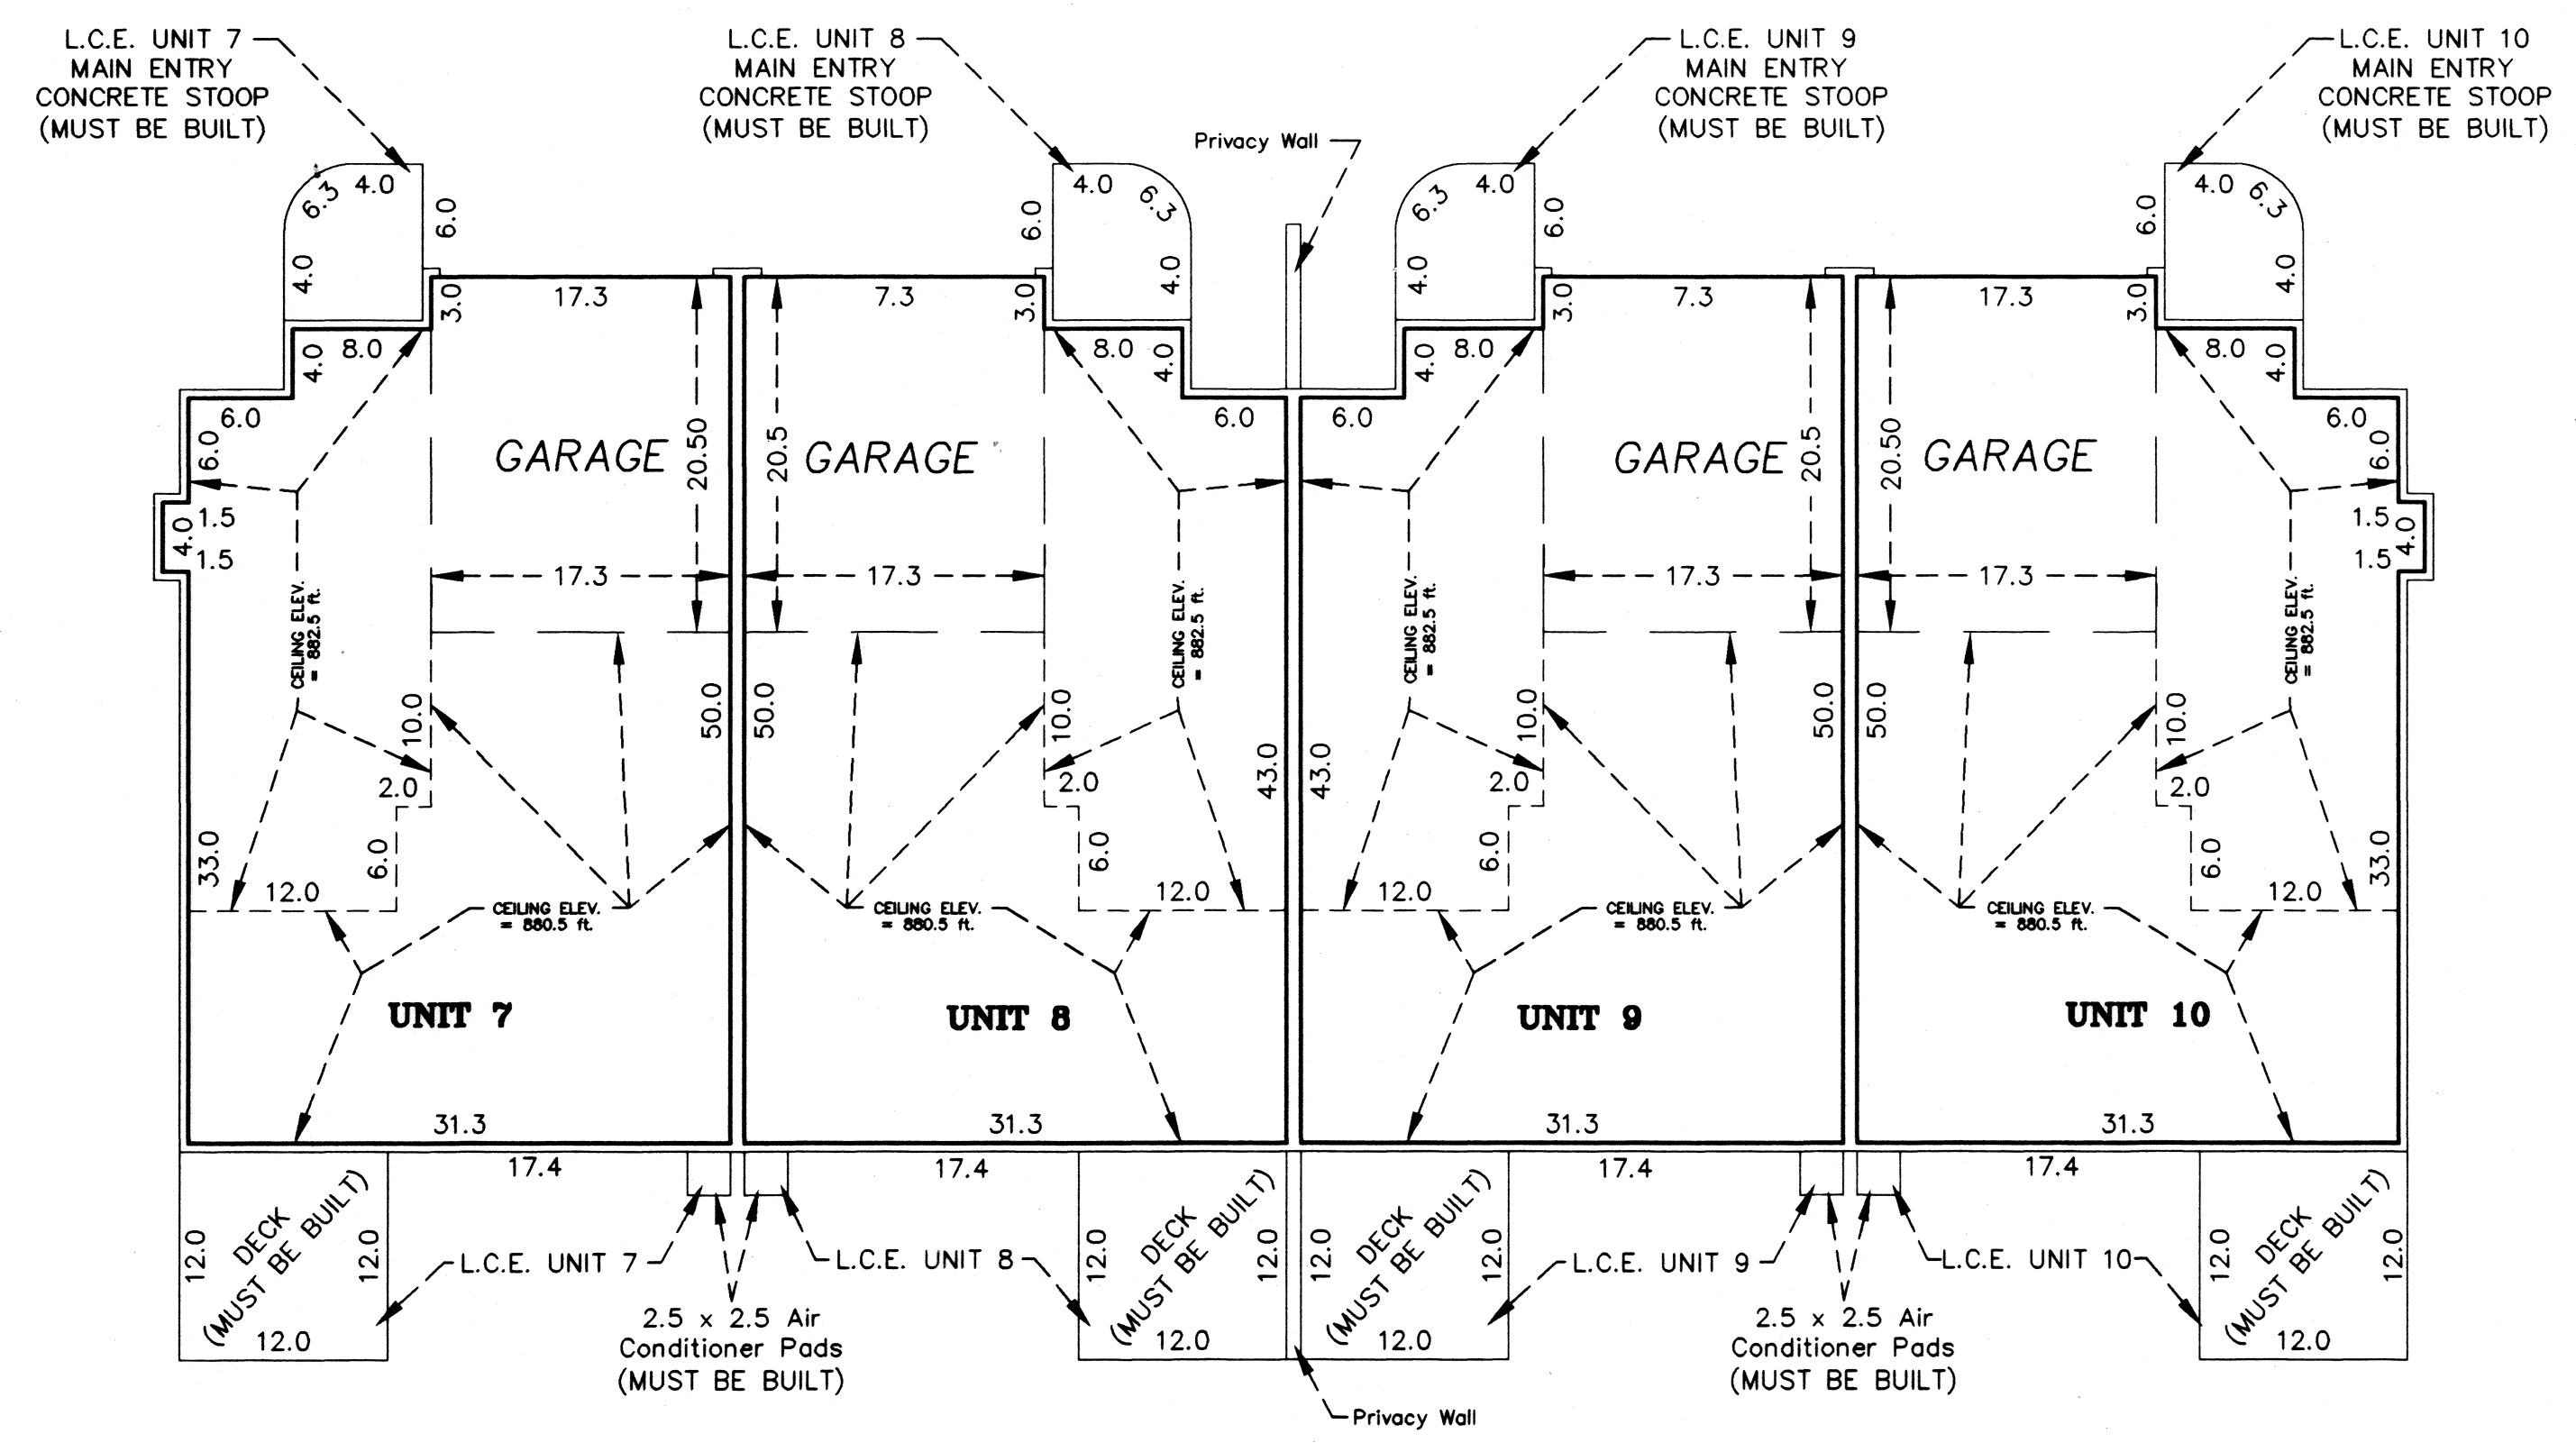 L.C.E. UNIT 7
MAIN ENTRY
CONCRETE STOOP
(MUST BE BUILT)
L.C.E. UNIT 8
MAIN ENTRY
CONCRETE STOOP
(MUST BE BUILT)
Privacy Wall
L.C.E. UNIT 9
MAIN ENTRY
CONCRETE STOOP
(MUST BE BUILT)
L.C.E. UNIT 10
MAIN ENTRY
CONCRETE STOOP
(MUST BE BUILT)
6.3
4.0
6.0
4.0
3.0
17.3
8.0
4.0
6.0
6.0
1.5
4.0
1.5
GARAGE
20.50
17.3
CEILING ELEV.
= 882.5 ft.
10.0
50.0
2.0
6.0
33.0
12.0
CEILING ELEV.
= 880.5 ft.
UNIT 7
31.3
17.4
6.0
4.0
6.3
4.0
7.3
3.0
8.0
4.0
6.0
20.5
GARAGE
17.3
CEILING ELEV.
= 882.5 ft.
50.0
10.0
2.0
43.0
6.0
12.0
CEILING ELEV.
= 880.5 ft.
UNIT 8
31.3
17.4
6.3
4.0
6.0
4.0
3.0
7.3
8.0
4.0
6.0
GARAGE
20.5
17.3
CEILING ELEV.
= 882.5 ft.
43.0
10.0
50.0
2.0
6.0
12.0
CEILING ELEV.
= 880.5 ft.
UNIT 9
31.3
17.4
6.0
4.0
6.3
4.0
17.3
3.0
8.0
4.0
6.0
6.0
20.50
GARAGE
1.5
4.0
1.5
17.3
CEILING ELEV.
= 882.5 ft.
50.0
10.0
2.0
6.0
33.0
12.0
CEILING ELEV.
= 880.5 ft.
UNIT 10
31.3
17.4
12.0
DECK
(MUST BE BUILT)
12.0
12.0
L.C.E. UNIT 7
2.5 x 2.5 Air
Conditioner Pads
(MUST BE BUILT)
L.C.E. UNIT 8
12.0
DECK
(MUST BE BUILT)
12.0
12.0
12.0
DECK
(MUST BE BUILT)
12.0
Privacy Wall
L.C.E. UNIT 9
2.5 x 2.5 Air
Conditioner Pads
(MUST BE BUILT)
L.C.E. UNIT 10
12.0
DECK
(MUST BE BUILT)
12.0
12.0